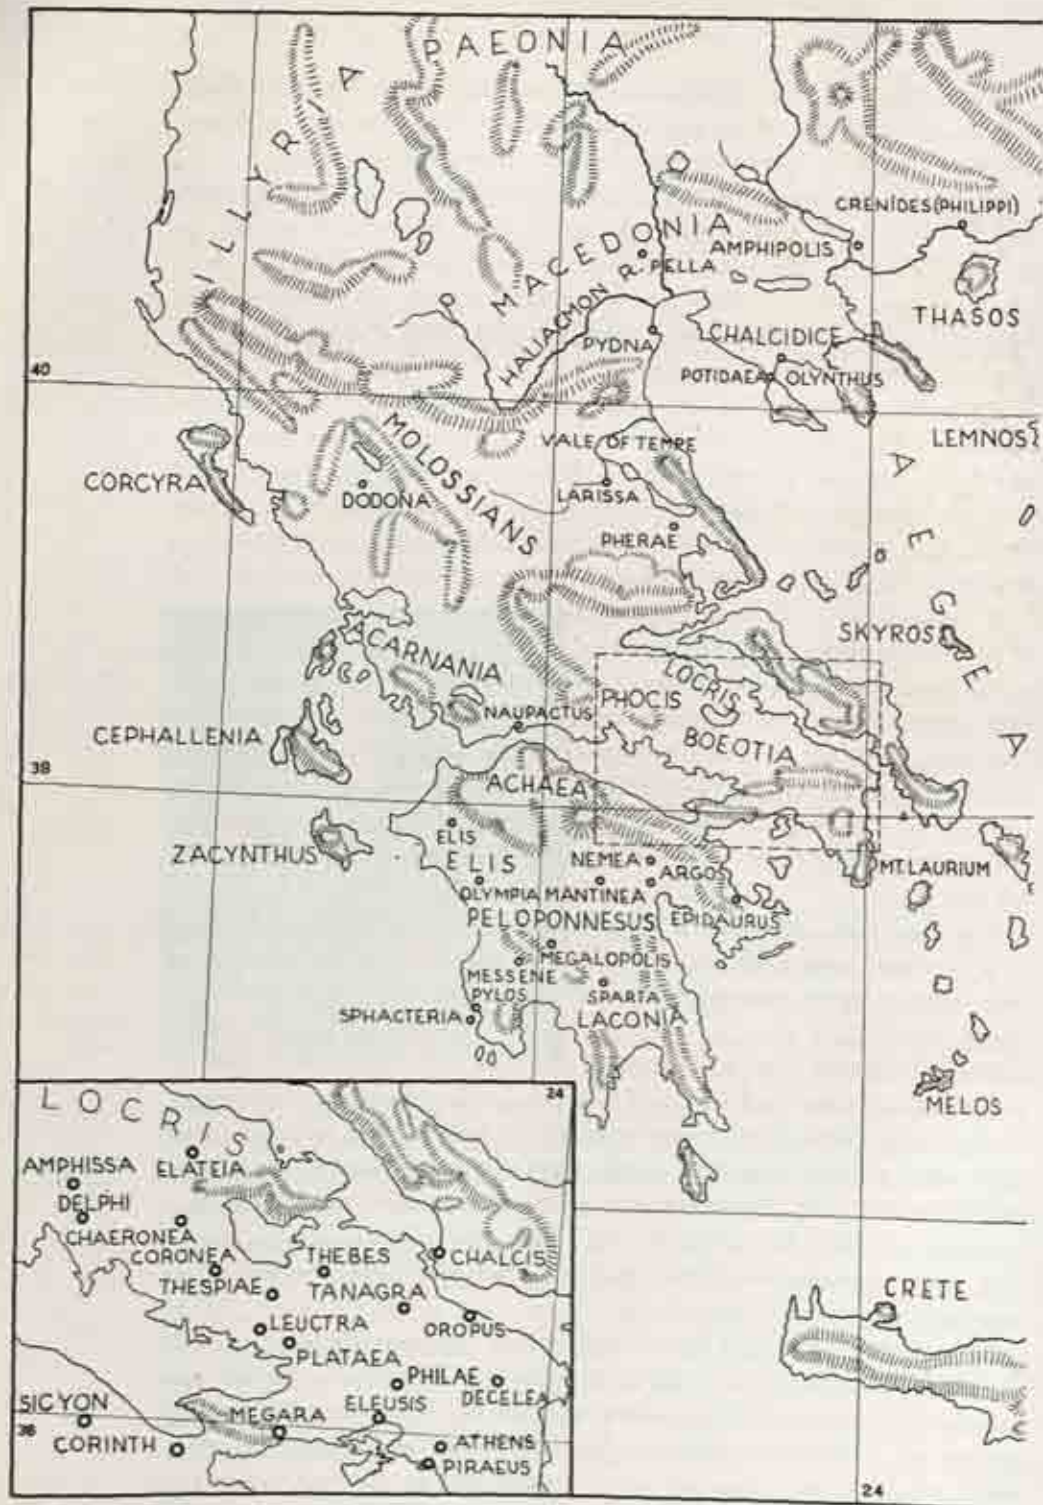 PAEONIA
ILLYRIA
MACEDONIA
CRENIDES (PHILIPPI)
AMPHIPOLIS
PELLA
HALIACMON R.
THASOS
PYDNA
CHALCIDICE
POTIDAEA
OLYNTHUS
40
VALE OF TEMPE
LEMNOS
MOLOSSIANS
CORCYRA
DODONA
LARISSA
PHERAE
AEGEA
SKYROS
ACARNANIA
LOCRIS
PHOCIS
NAUPACTUS
CEPHALLENIA
BOEOTIA
38
ACHAEA
ZACYNTHUS
ELIS
ELIS
NEMEA
ARGOS
MT. LAURIUM
OLYMPIA
MANTINEA
PELOPONNESUS
EPIDAURUS
MEGALOPOLIS
MESSENE
PYLOS
SPARTA
SPHACTERIA
LACONIA
MELOS
CRETE
24
LOCRIS
24
AMPHISSA
ELATEIA
DELPHI
CHAERONEA
CORONEA
THEBES
CHALCIS
THESPIAE
TANAGRA
LEUCTRA
OROPUS
PLATAEA
PHILAE
DECELEA
ELEUSIS
SICYON
MEGARA
38
CORINTH
ATHENS
PIRAEUS